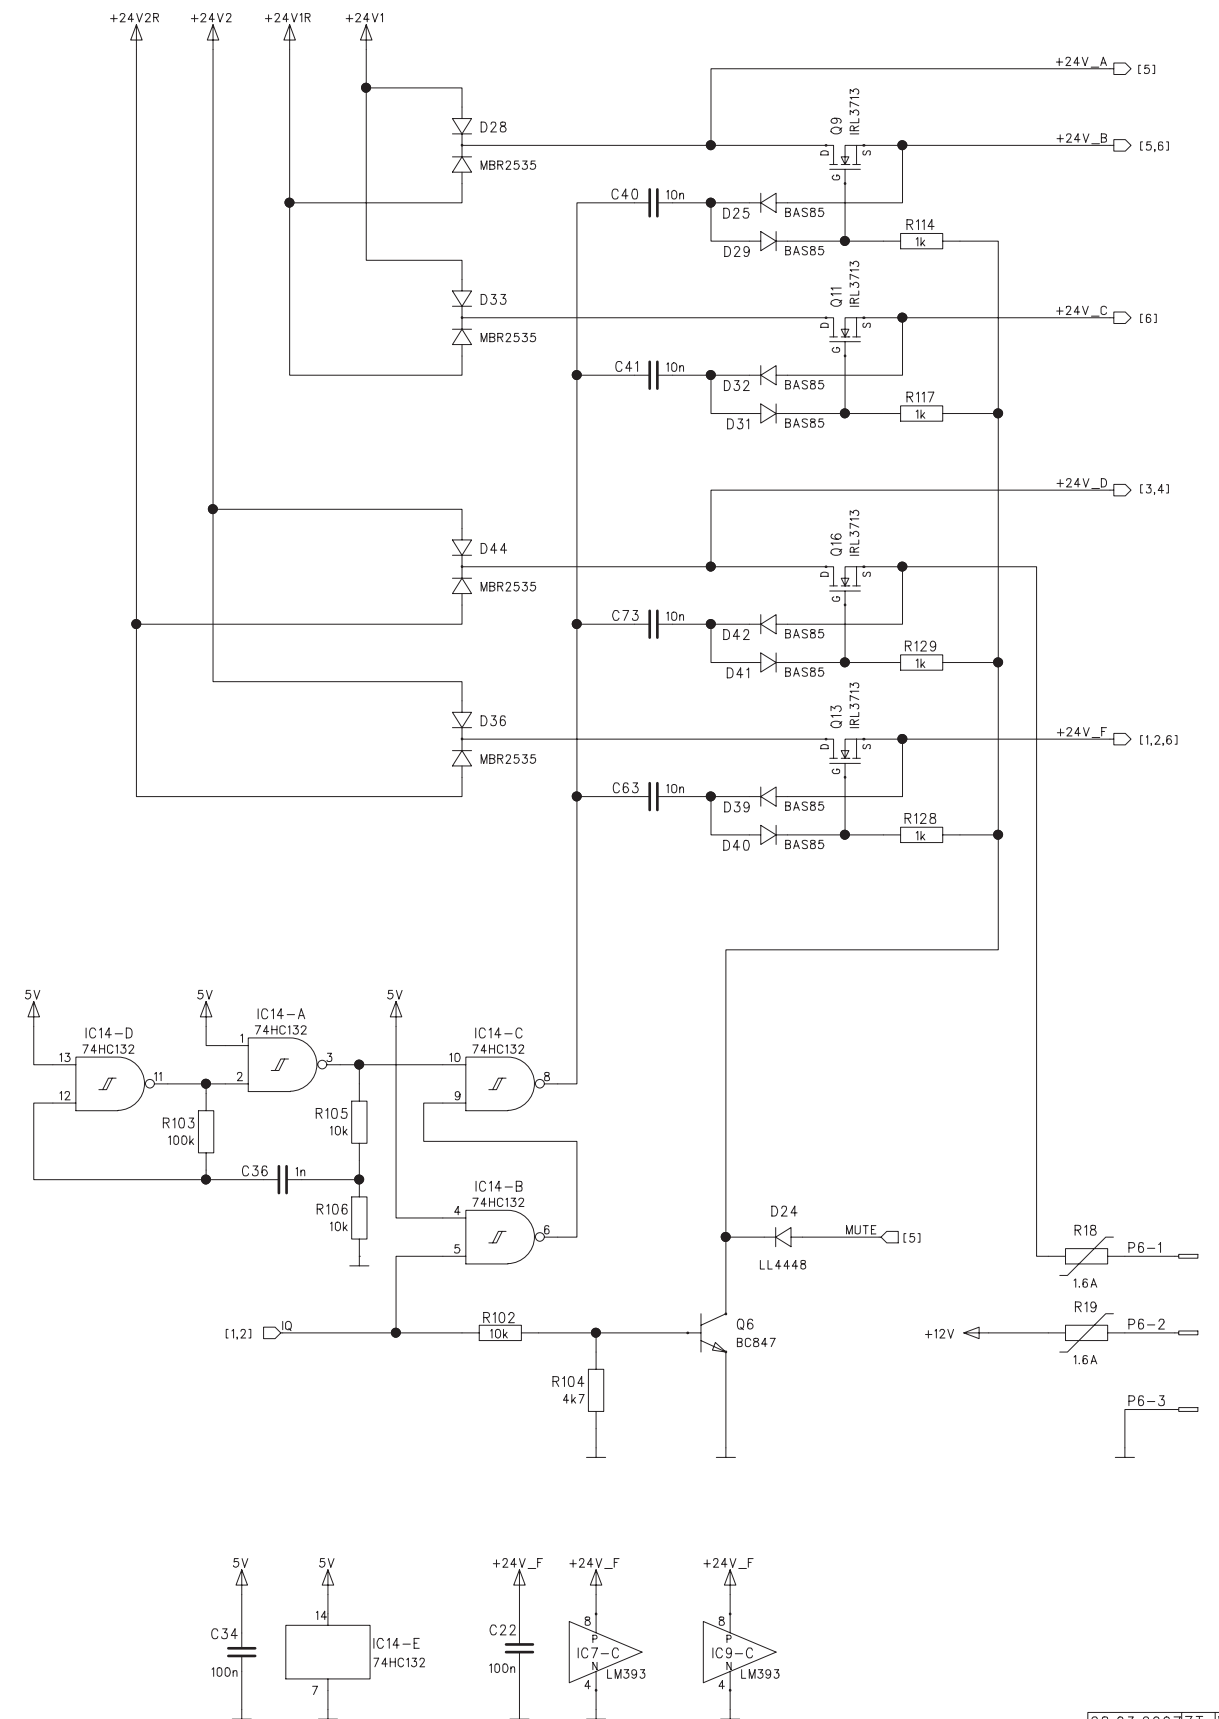 +24V2R +24V2 +24V1R +24V1
+24V_A [5]
D28
MBR2535
Q9
IRL3713
D S
G
+24V_B [5,6]
C40 10n
D25 BAS85
D29 BAS85
R114
1k
D33
MBR2535
Q11
IRL3713
D S
G
+24V_C [6]
C41 10n
D32 BAS85
D31 BAS85
R117
1k
+24V_D [3,4]
D44
MBR2535
Q16
IRL3713
D S
G
C73 10n
D42 BAS85
D41 BAS85
R129
1k
D36
MBR2535
Q13
IRL3713
D S
G
+24V_F [1,2,6]
C63 10n
D39 BAS85
D40 BAS85
R128
1k
5V 5V 5V
IC14-D
74HC132
13
12
11
IC14-A
74HC132
1
2
3
IC14-C
74HC132
10
9
8
R103
100k
R105
10k
C36 1n
R106
10k
IC14-B
74HC132
4
5
6
D24
LL4448
MUTE [5]
R18
1.6A
P6-1
[1,2] IQ
R102
10k
Q6
BC847
+12V
R19
1.6A
P6-2
R104
4k7
P6-3
5V 5V +24V_F +24V_F +24V_F
C34
100n
14
IC14-E
74HC132
7
C22
100n
8
P
IC7-C
N
LM393
4
8
P
IC9-C
N
LM393
4